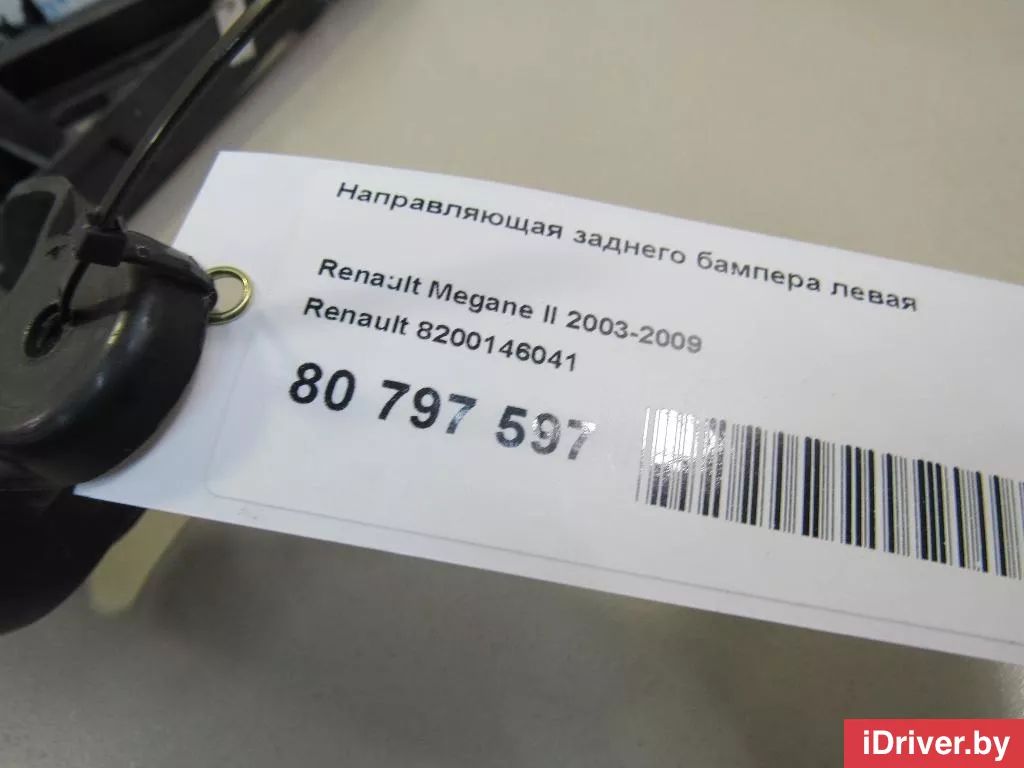 Направляющая заднего бампера левая
Renault Megane II 2003-2009
Renault 8200146041
80 797 597
iDriver.by